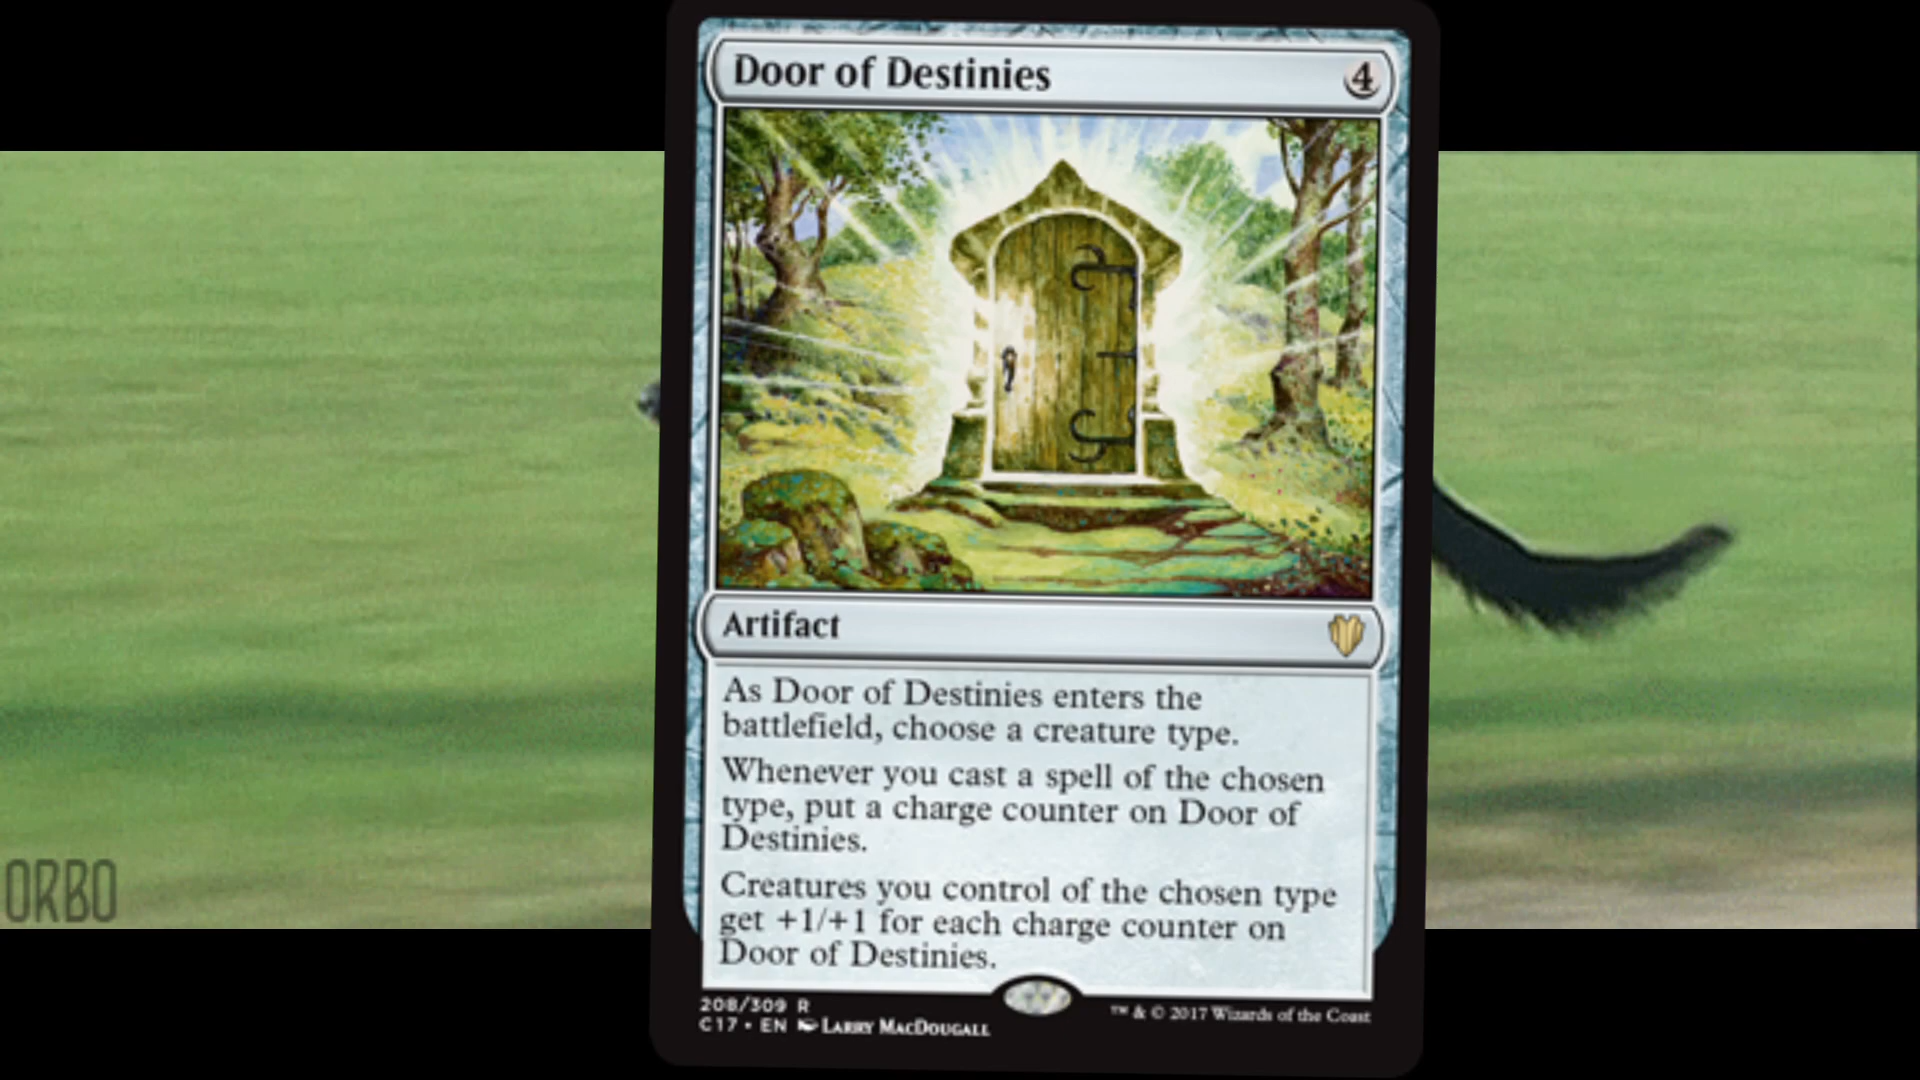 Door of Destinies 4
Artifact
As Door of Destinies enters the
battlefield, choose a creature type.
Whenever you cast a spell of the chosen
type, put a charge counter on Door of
Destinies.
Creatures you control of the chosen type
get +1/+1 for each charge counter on
Door of Destinies.
ORBO
208/309 R
C17 • EN LARRY MACDOUGALL
™ & © 2017 Wizards of the Coast